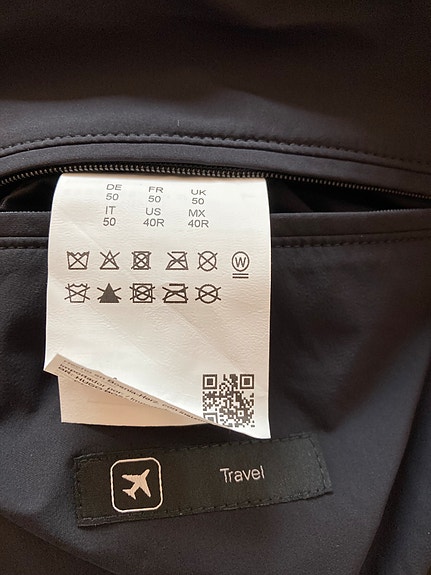 DE FR UK
50 50 50
IT US MX
50 40R 40R
W
Travel